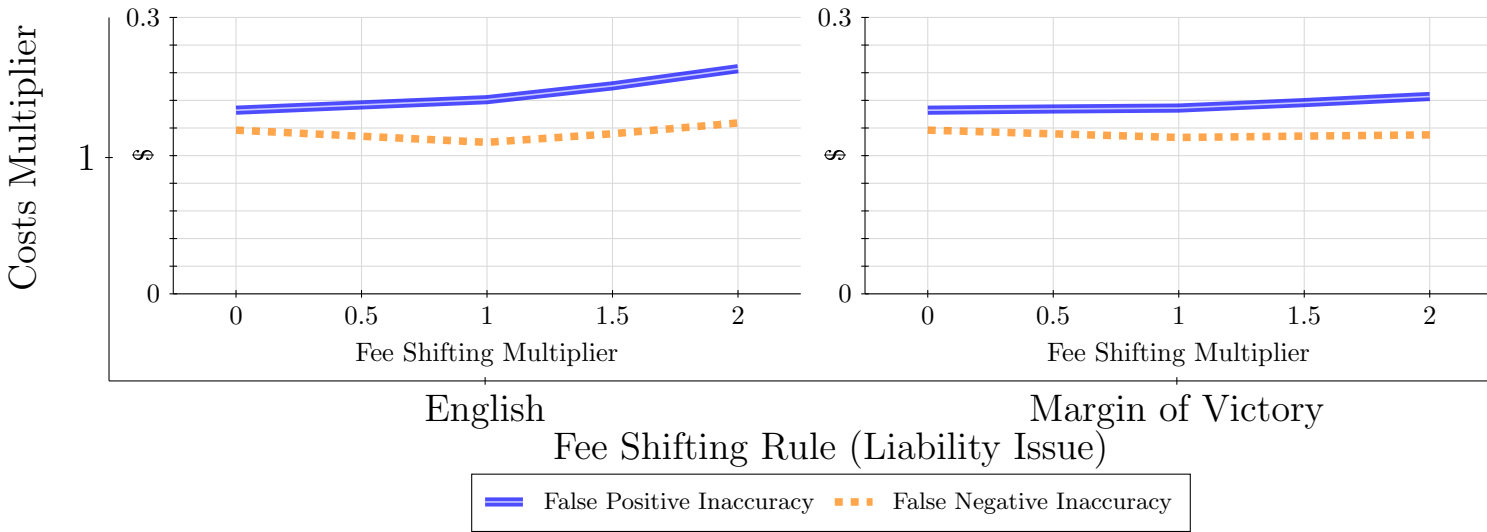 Costs Multiplier
1
0.3
$
0
0 0.5 1 1.5 2
Fee Shifting Multiplier
0.3
$
0
0 0.5 1 1.5 2
Fee Shifting Multiplier
English Margin of Victory
Fee Shifting Rule (Liability Issue)
False Positive Inaccuracy False Negative Inaccuracy